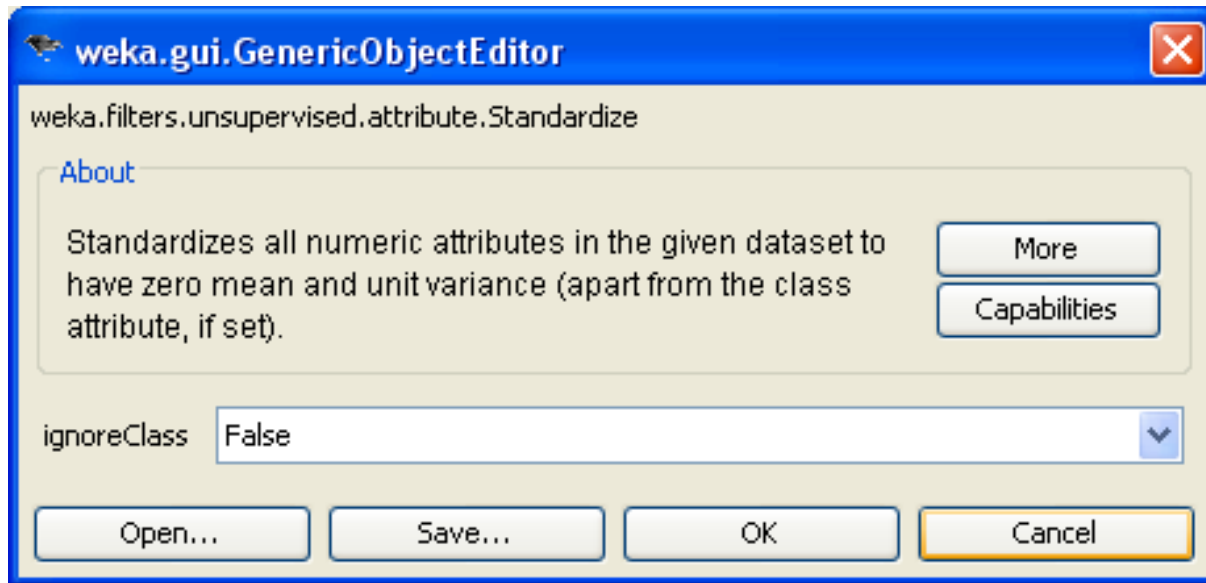 weka.gui.GenericObjectEditor
weka.filters.unsupervised.attribute.Standardize
About
Standardizes all numeric attributes in the given dataset to
have zero mean and unit variance (apart from the class
attribute, if set).
More
Capabilities
ignoreClass False
Open... Save... OK Cancel